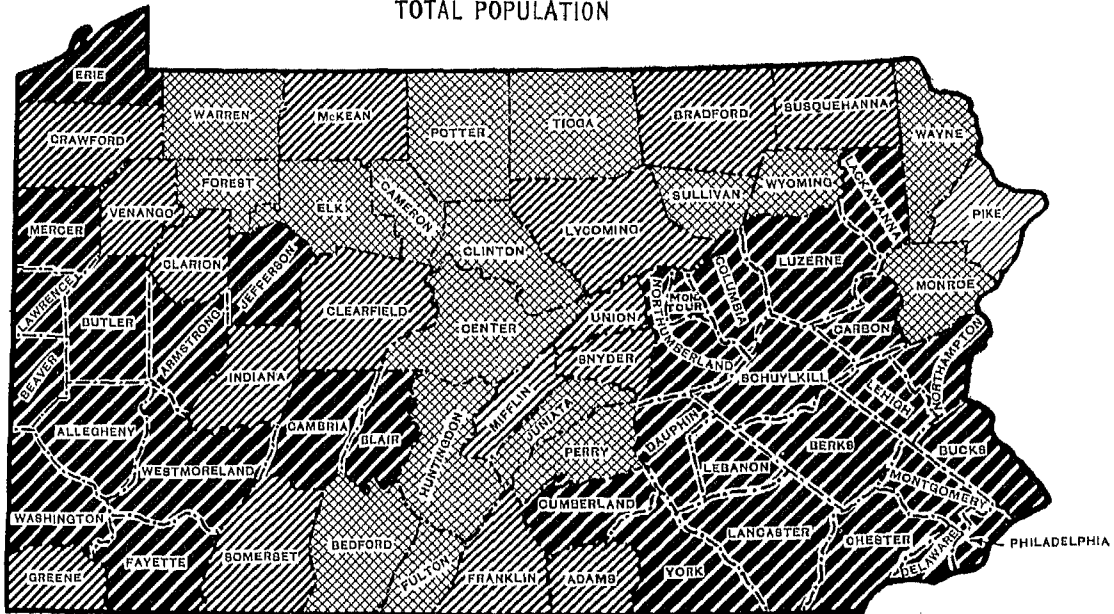 TOTAL POPULATION
ERIE
CRAWFORD
WARREN
McKEAN
POTTER
TIOGA
BRADFORD
SUSQUEHANNA
WAYNE
FOREST
ELK
CAMERON
SULLIVAN
WYOMING
LACKAWANNA
PIKE
MERCER
VENANGO
CLARION
JEFFERSON
CLINTON
LYCOMING
LUZERNE
MONROE
LAWRENCE
BUTLER
ARMSTRONG
CLEARFIELD
CENTER
UNION
NORTHUMBERLAND
MON-
TOUR
COLUMBIA
CARBON
BEAVER
INDIANA
SNYDER
SCHUYLKILL
LEHIGH
NORTHAMPTON
ALLEGHENY
CAMBRIA
BLAIR
HUNTINGDON
MIFFLIN
JUNIATA
PERRY
DAUPHIN
LEBANON
BERKS
BUCKS
WESTMORELAND
CUMBERLAND
MONTGOMERY
WASHINGTON
FAYETTE
SOMERSET
BEDFORD
LANCASTER
CHESTER
DELAWARE
PHILADELPHIA
GREENE
FULTON
FRANKLIN
ADAMS
YORK